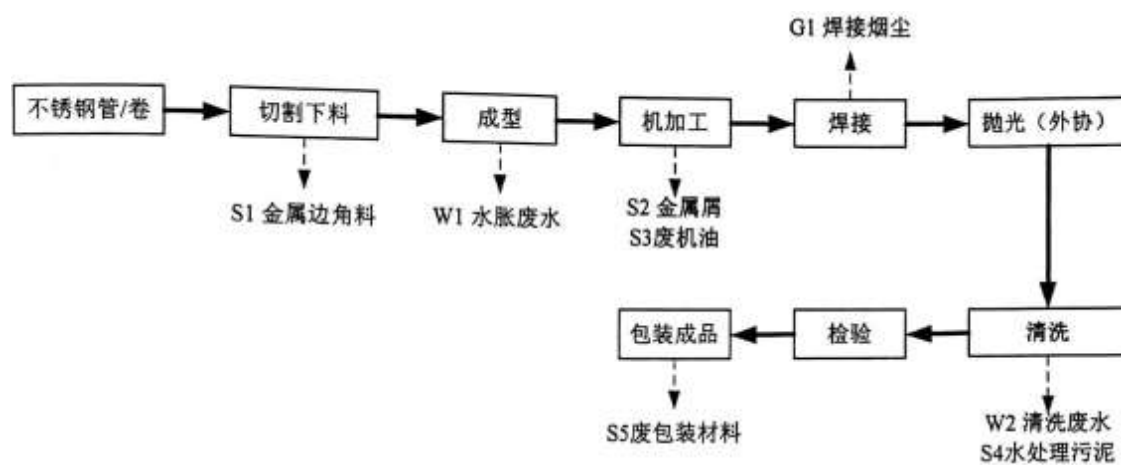 G1 焊接烟尘
不锈钢管/卷
切割下料
成型
机加工
焊接
抛光（外协）
S1 金属边角料
W1 水胀废水
S2 金属屑
S3废机油
包装成品
检验
清洗
S5废包装材料
W2 清洗废水
S4水处理污泥